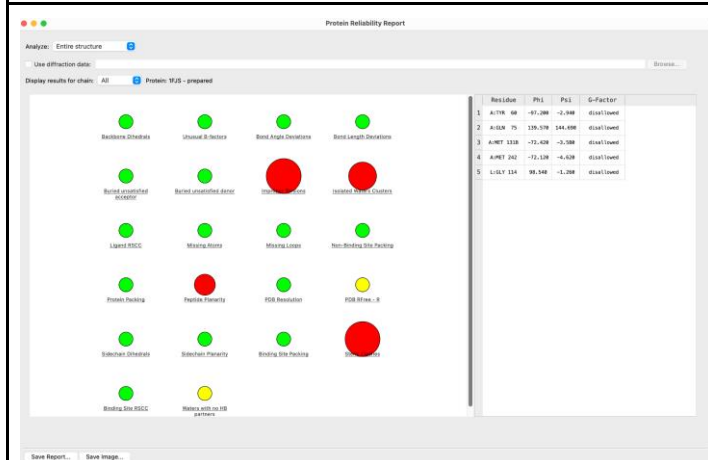 Protein Reliability Report
Analyze: Entire structure
Use diffraction data: Browse...
Display results for chain: All Protein: 1FJS - prepared
Backbone Dihedrals Unusual B-factors Bond Angle Deviations Bond Length Deviations
Buried unsatisfied acceptor Buried unsatisfied donor Improper Torsions Isolated Water Clusters
Ligand RSCC Missing Atoms Missing Loops Non-Binding Site Packing
Protein Packing Peptide Planarity PDB Resolution PDB RFree - R
Sidechain Dihedrals Sidechain Planarity Binding Site Packing
Binding Site RSCC Waters with no HB partners
Residue Phi Psi G-Factor
1 A:TYR 60 -97.200 -2.940 disallowed
2 A:GLN 75 139.570 144.690 disallowed
3 A:MET 131B -72.420 -3.580 disallowed
4 A:MET 242 -72.120 -4.620 disallowed
5 L:GLY 114 98.540 -1.260 disallowed
Save Report... Save Image...